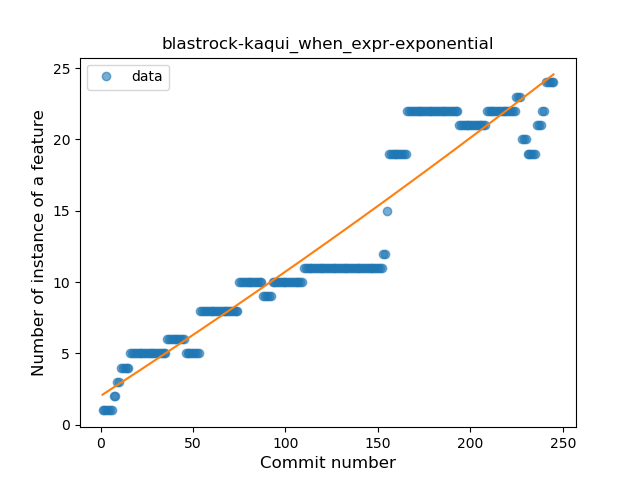 blastrock-kaqui_when_expr-exponential
data
Number of instance of a feature
25
20
15
10
5
0
0 50 100 150 200 250
Commit number